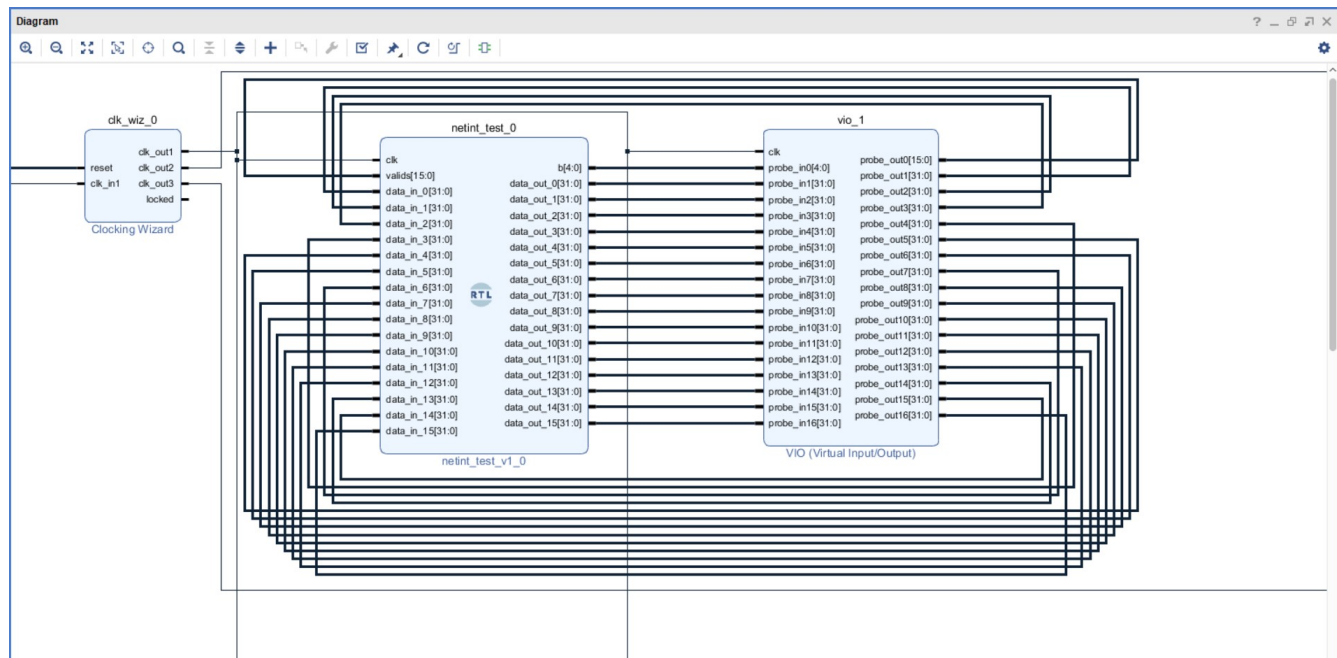 Diagram
?
clk_wiz_0
reset
clk_in1
clk_out1
clk_out2
clk_out3
locked
Clocking Wizard
netint_test_0
clk
valids[15:0]
data_in_0[31:0]
data_in_1[31:0]
data_in_2[31:0]
data_in_3[31:0]
data_in_4[31:0]
data_in_5[31:0]
data_in_6[31:0]
data_in_7[31:0]
data_in_8[31:0]
data_in_9[31:0]
data_in_10[31:0]
data_in_11[31:0]
data_in_12[31:0]
data_in_13[31:0]
data_in_14[31:0]
data_in_15[31:0]
RTL
b[4:0]
data_out_0[31:0]
data_out_1[31:0]
data_out_2[31:0]
data_out_3[31:0]
data_out_4[31:0]
data_out_5[31:0]
data_out_6[31:0]
data_out_7[31:0]
data_out_8[31:0]
data_out_9[31:0]
data_out_10[31:0]
data_out_11[31:0]
data_out_12[31:0]
data_out_13[31:0]
data_out_14[31:0]
data_out_15[31:0]
netint_test_v1_0
vio_1
clk
probe_in0[4:0]
probe_in1[31:0]
probe_in2[31:0]
probe_in3[31:0]
probe_in4[31:0]
probe_in5[31:0]
probe_in6[31:0]
probe_in7[31:0]
probe_in8[31:0]
probe_in9[31:0]
probe_in10[31:0]
probe_in11[31:0]
probe_in12[31:0]
probe_in13[31:0]
probe_in14[31:0]
probe_in15[31:0]
probe_in16[31:0]
probe_out0[15:0]
probe_out1[31:0]
probe_out2[31:0]
probe_out3[31:0]
probe_out4[31:0]
probe_out5[31:0]
probe_out6[31:0]
probe_out7[31:0]
probe_out8[31:0]
probe_out9[31:0]
probe_out10[31:0]
probe_out11[31:0]
probe_out12[31:0]
probe_out13[31:0]
probe_out14[31:0]
probe_out15[31:0]
probe_out16[31:0]
VIO (Virtual Input/Output)